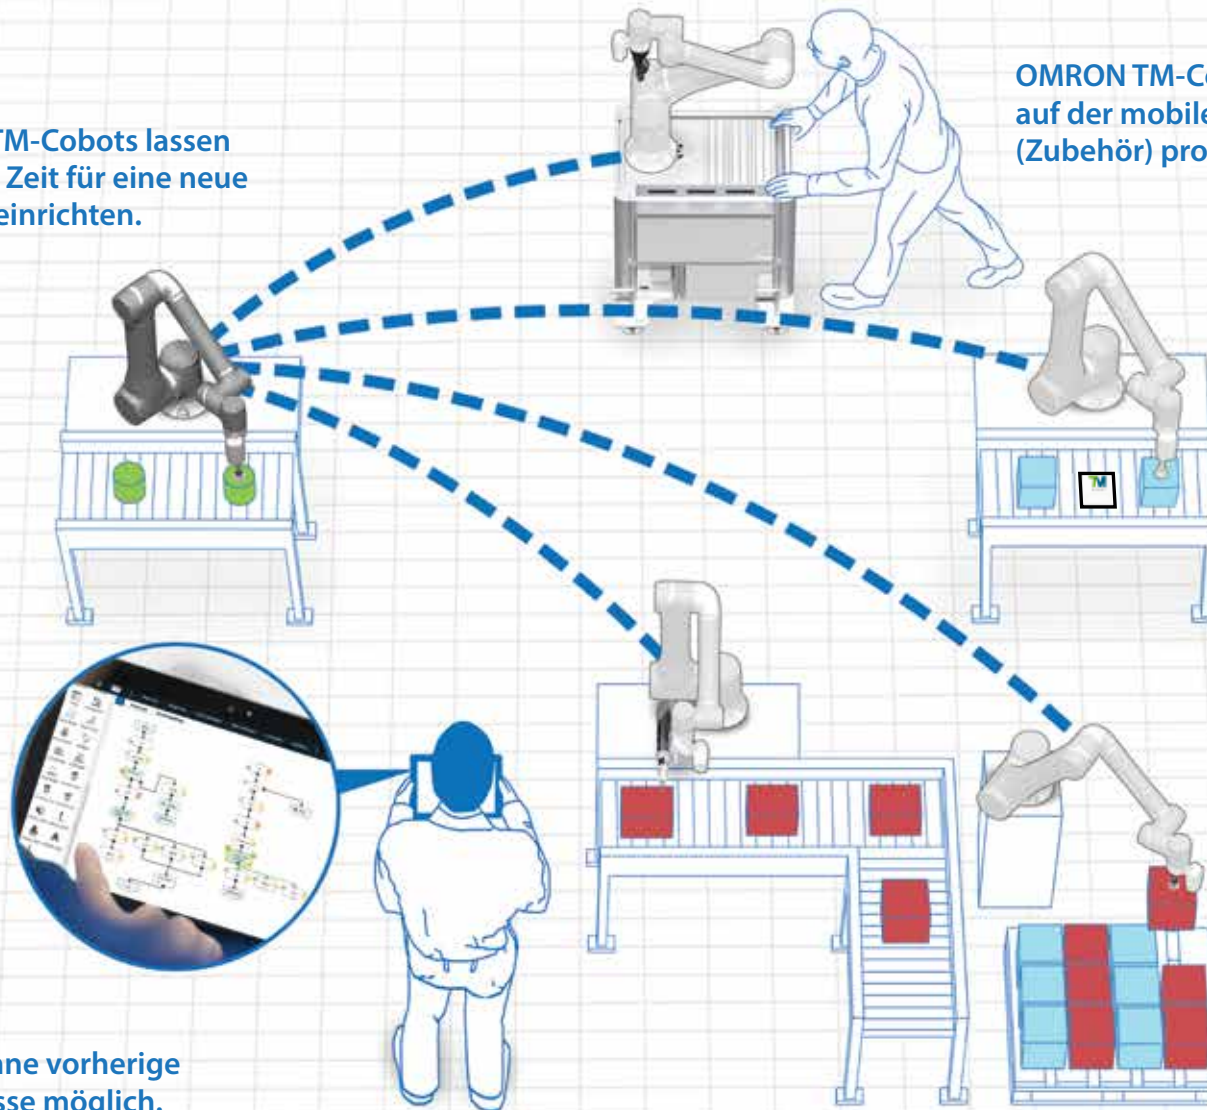 TM-Cobots lassen
Zeit für eine neue
einrichten.
OMRON TM-Co
auf der mobile
(Zubehör) pro
TM
ne vorherige
sse möglich.